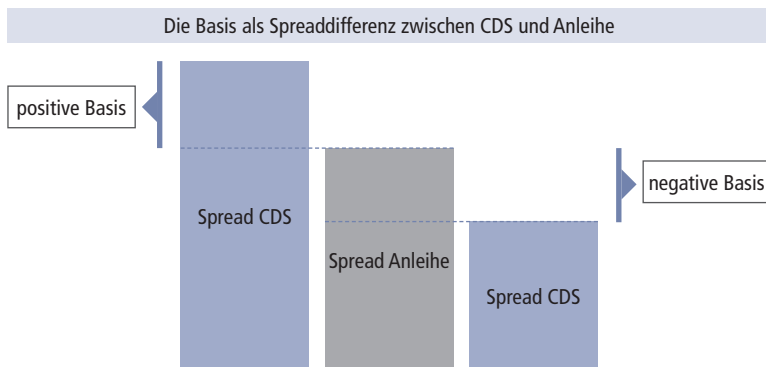 Die Basis als Spreaddifferenz zwischen CDS und Anleihe
positive Basis
negative Basis
Spread CDS
Spread Anleihe
Spread CDS